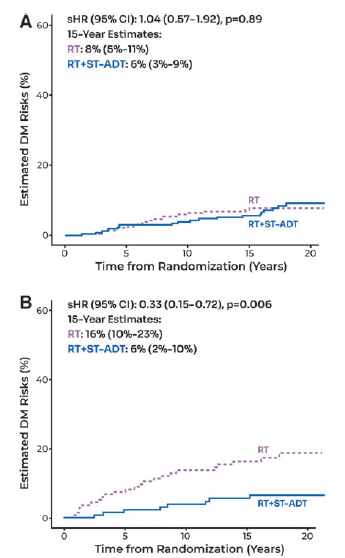 A
sHR (95% CI): 1.04 (0.57-1.92), p=0.89
15-Year Estimates:
RT: 8% (5%-11%)
RT+ST-ADT: 6% (3%-9%)
Estimated DM Risks (%)
60
40
20
0
RT
RT+ST-ADT
0 5 10 15 20
Time from Randomization (Years)
B
sHR (95% CI): 0.33 (0.15-0.72), p=0.006
15-Year Estimates:
RT: 16% (10%-23%)
RT+ST-ADT: 6% (2%-10%)
Estimated DM Risks (%)
60
40
20
0
RT
RT+ST-ADT
0 5 10 15 20
Time from Randomization (Years)